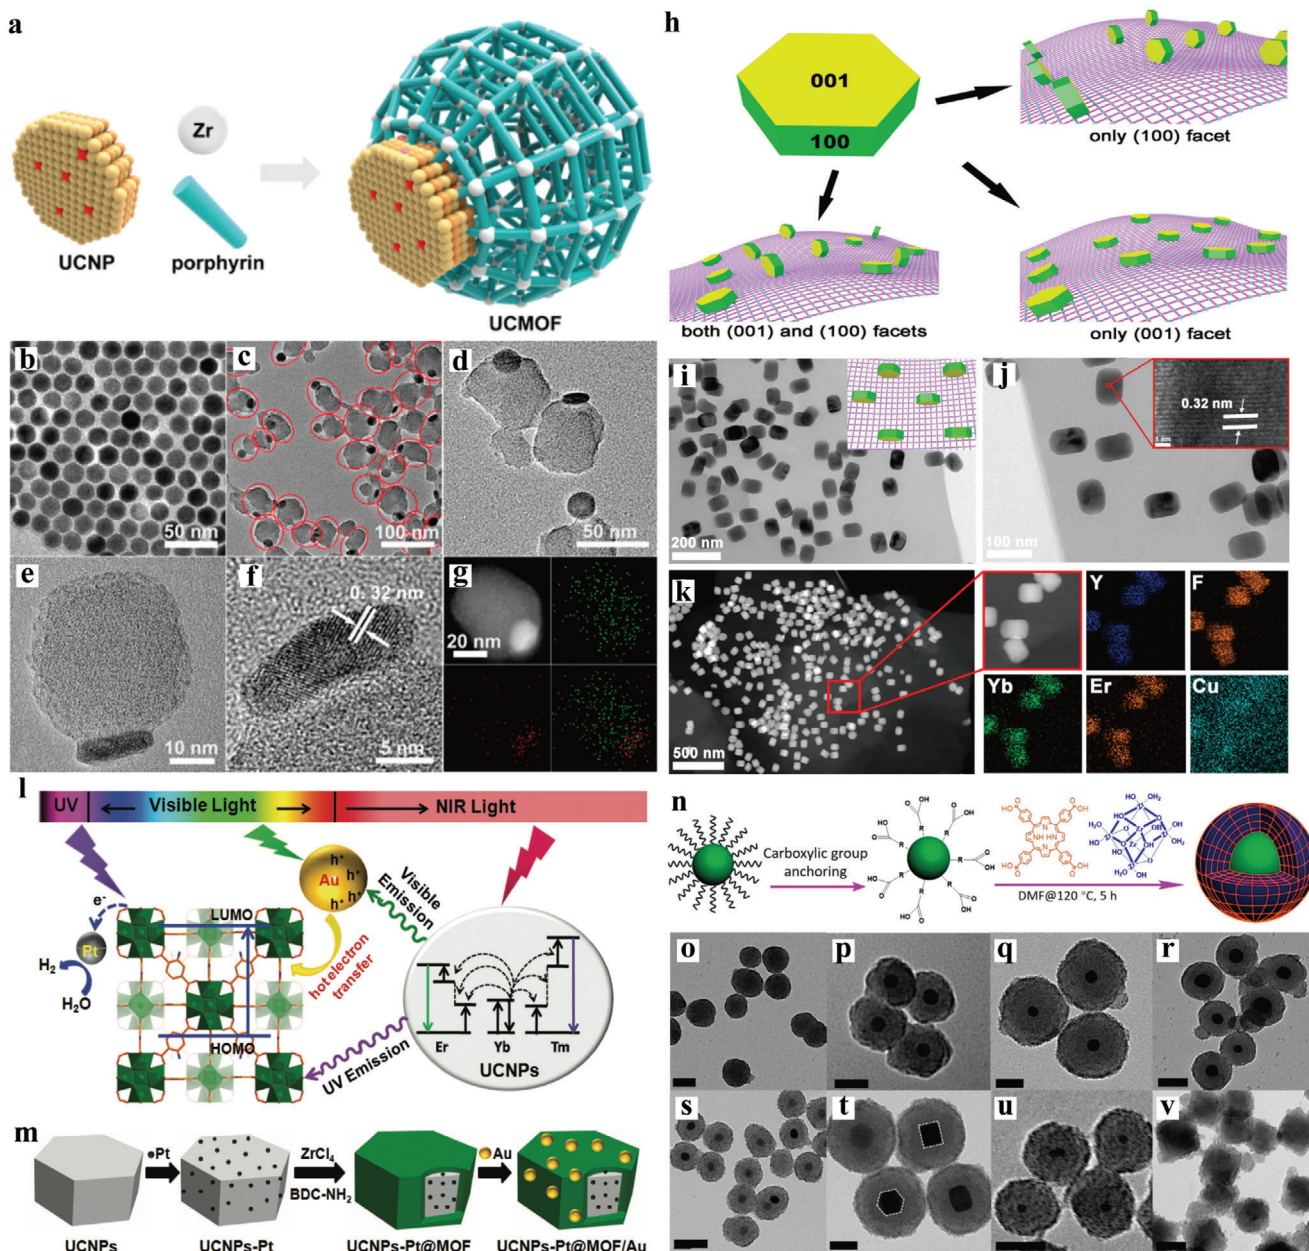 a
Zr
UCNP
porphyrin
UCMOF
h
001
100
only (100) facet
both (001) and (100) facets
only (001) facet
b
50 nm
c
100 nm
d
50 nm
e
10 nm
f
0.32 nm
5 nm
g
20 nm
i
200 nm
j
0.32 nm
1 nm
100 nm
k
500 nm
Y
F
Yb
Er
Cu
l
UV
Visible Light
NIR Light
Au
h+
h+
h+
h+
h+
Visible
Emission
e-
Pt
H2
H2O
LUMO
HOMO
hot electron
transfer
UV Emission
Er
Yb
Tm
UCNPs
m
Pt
ZrCl4
BDC-NH2
Au
UCNPs
UCNPs-Pt
UCNPs-Pt@MOF
UCNPs-Pt@MOF/Au
n
Carboxylic group
anchoring
DMF@120 °C, 5 h
o
p
q
r
s
t
u
v